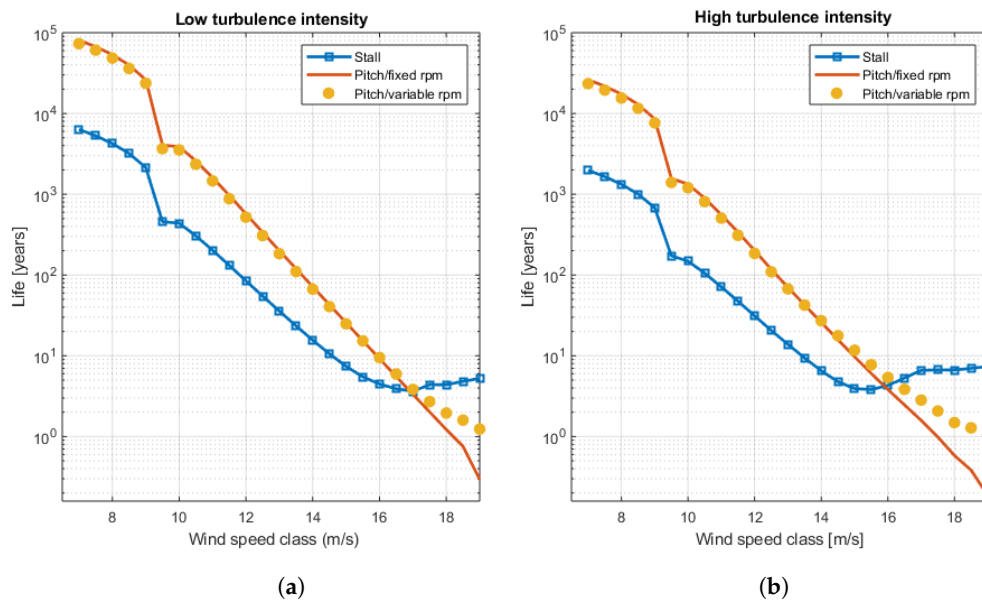 Low turbulence intensity
10^5
10^4
10^3
10^2
10^1
10^0
Life [years]
Stall
Pitch/fixed rpm
Pitch/variable rpm
8 10 12 14 16 18
Wind speed class (m/s)
(a)
High turbulence intensity
10^5
10^4
10^3
10^2
10^1
10^0
Life [years]
Stall
Pitch/fixed rpm
Pitch/variable rpm
8 10 12 14 16 18
Wind speed class [m/s]
(b)